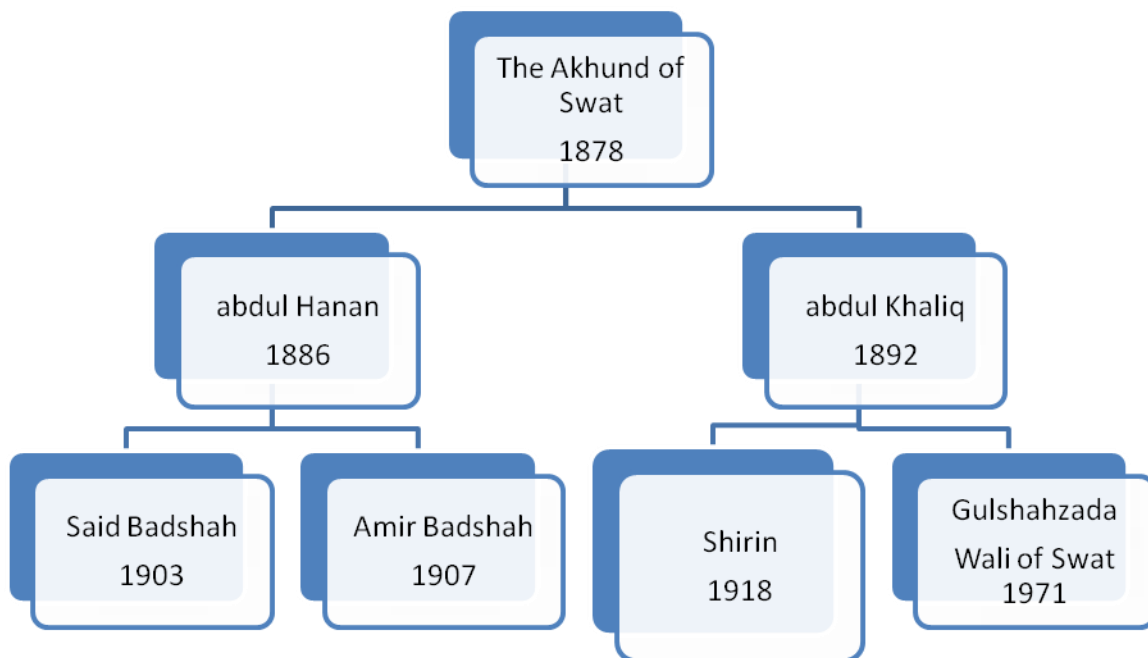 The Akhund of
Swat
1878
abdul Hanan
1886
abdul Khaliq
1892
Said Badshah
1903
Amir Badshah
1907
Shirin
1918
Gulshahzada
Wali of Swat
1971